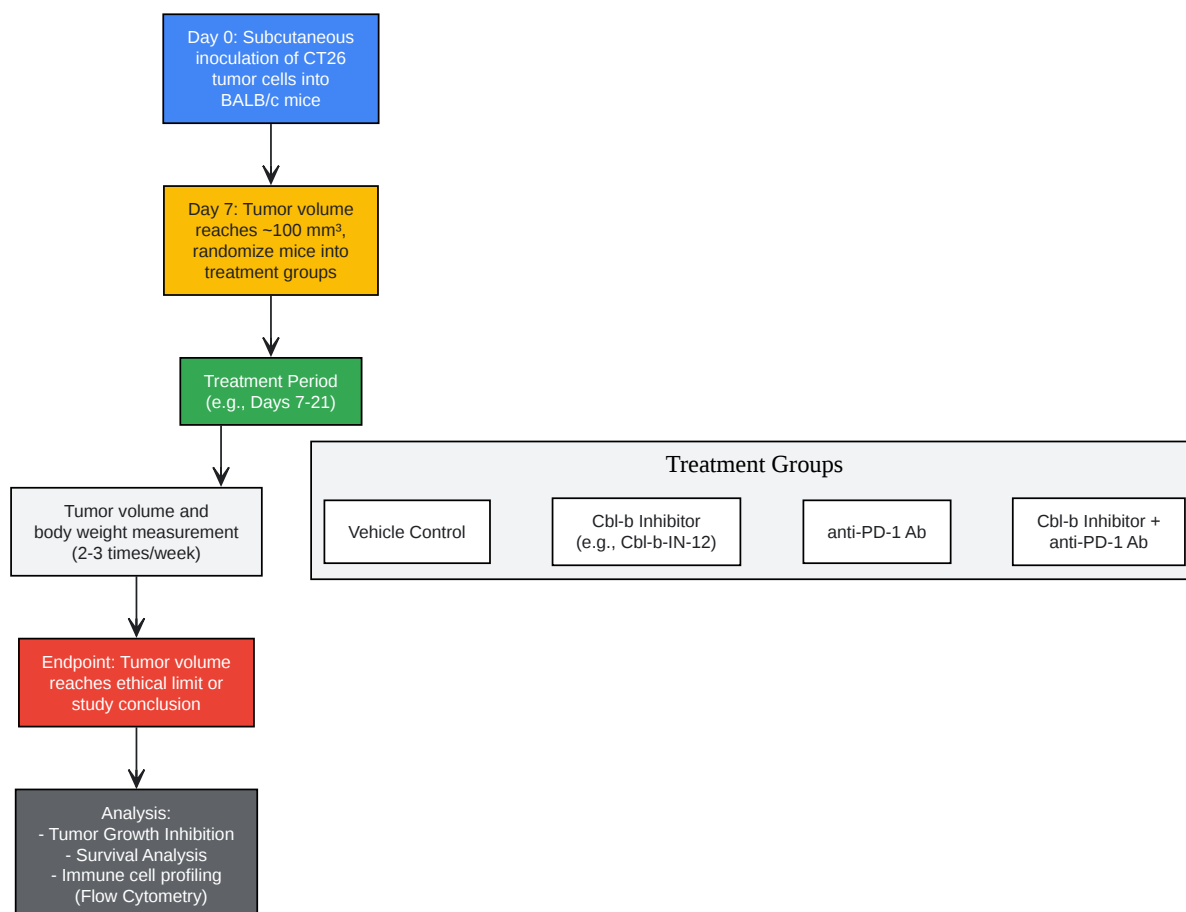 Day 0: Subcutaneous
inoculation of CT26
tumor cells into
BALB/c mice
Day 7: Tumor volume
reaches ~100 mm³,
randomize mice into
treatment groups
Treatment Period
(e.g., Days 7-21)
Treatment Groups
Vehicle Control
Cbl-b Inhibitor
(e.g., Cbl-b-IN-12)
anti-PD-1 Ab
Cbl-b Inhibitor +
anti-PD-1 Ab
Tumor volume and
body weight measurement
(2-3 times/week)
Endpoint: Tumor volume
reaches ethical limit or
study conclusion
Analysis:
- Tumor Growth Inhibition
- Survival Analysis
- Immune cell profiling
(Flow Cytometry)